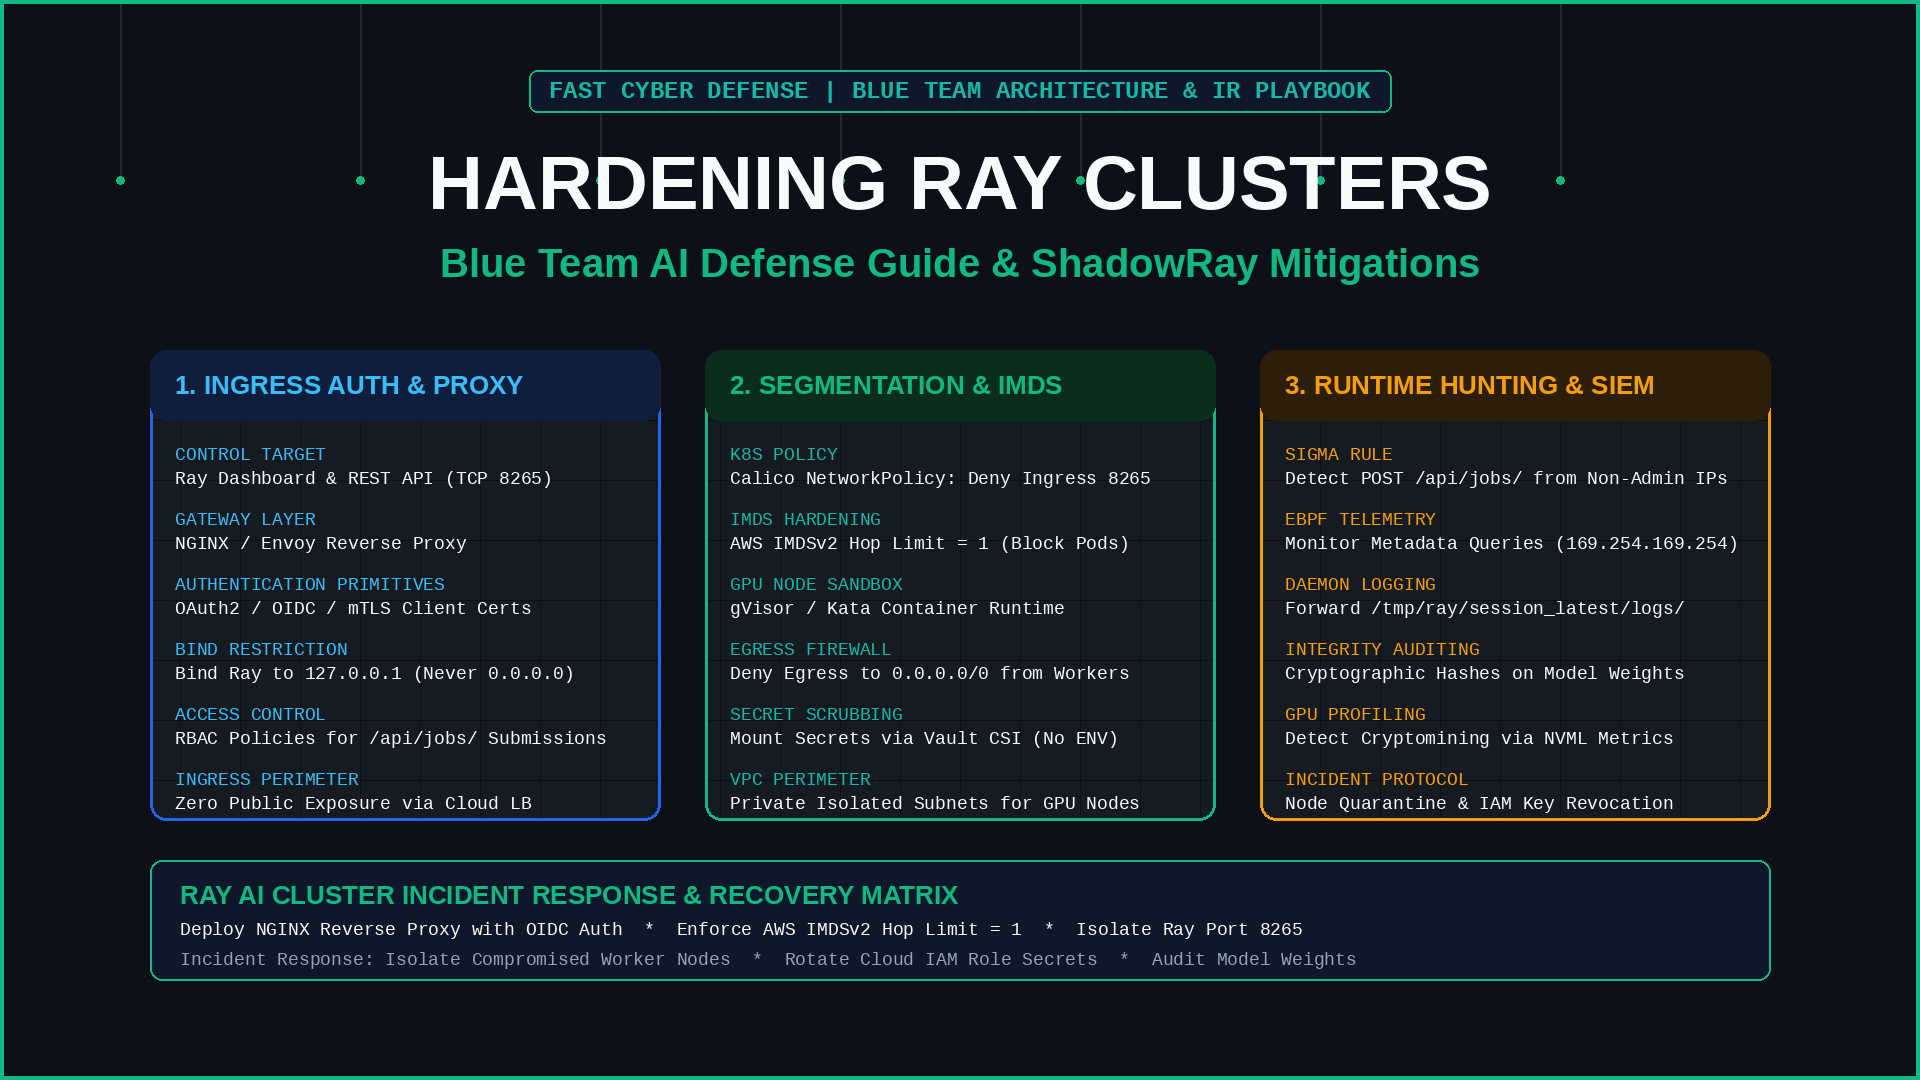 FAST CYBER DEFENSE | BLUE TEAM ARCHITECTURE & IR PLAYBOOK
HARDENING RAY CLUSTERS
Blue Team AI Defense Guide & ShadowRay Mitigations
1. INGRESS AUTH & PROXY
CONTROL TARGET
Ray Dashboard & REST API (TCP 8265)
GATEWAY LAYER
NGINX / Envoy Reverse Proxy
AUTHENTICATION PRIMITIVES
OAuth2 / OIDC / mTLS Client Certs
BIND RESTRICTION
Bind Ray to 127.0.0.1 (Never 0.0.0.0)
ACCESS CONTROL
RBAC Policies for /api/jobs/ Submissions
INGRESS PERIMETER
Zero Public Exposure via Cloud LB
2. SEGMENTATION & IMDS
K8S POLICY
Calico NetworkPolicy: Deny Ingress 8265
IMDS HARDENING
AWS IMDSv2 Hop Limit = 1 (Block Pods)
GPU NODE SANDBOX
gVisor / Kata Container Runtime
EGRESS FIREWALL
Deny Egress to 0.0.0.0/0 from Workers
SECRET SCRUBBING
Mount Secrets via Vault CSI (No ENV)
VPC PERIMETER
Private Isolated Subnets for GPU Nodes
3. RUNTIME HUNTING & SIEM
SIGMA RULE
Detect POST /api/jobs/ from Non-Admin IPs
EBPF TELEMETRY
Monitor Metadata Queries (169.254.169.254)
DAEMON LOGGING
Forward /tmp/ray/session_latest/logs/
INTEGRITY AUDITING
Cryptographic Hashes on Model Weights
GPU PROFILING
Detect Cryptomining via NVML Metrics
INCIDENT PROTOCOL
Node Quarantine & IAM Key Revocation
RAY AI CLUSTER INCIDENT RESPONSE & RECOVERY MATRIX
Deploy NGINX Reverse Proxy with OIDC Auth * Enforce AWS IMDSv2 Hop Limit = 1 * Isolate Ray Port 8265
Incident Response: Isolate Compromised Worker Nodes * Rotate Cloud IAM Role Secrets * Audit Model Weights